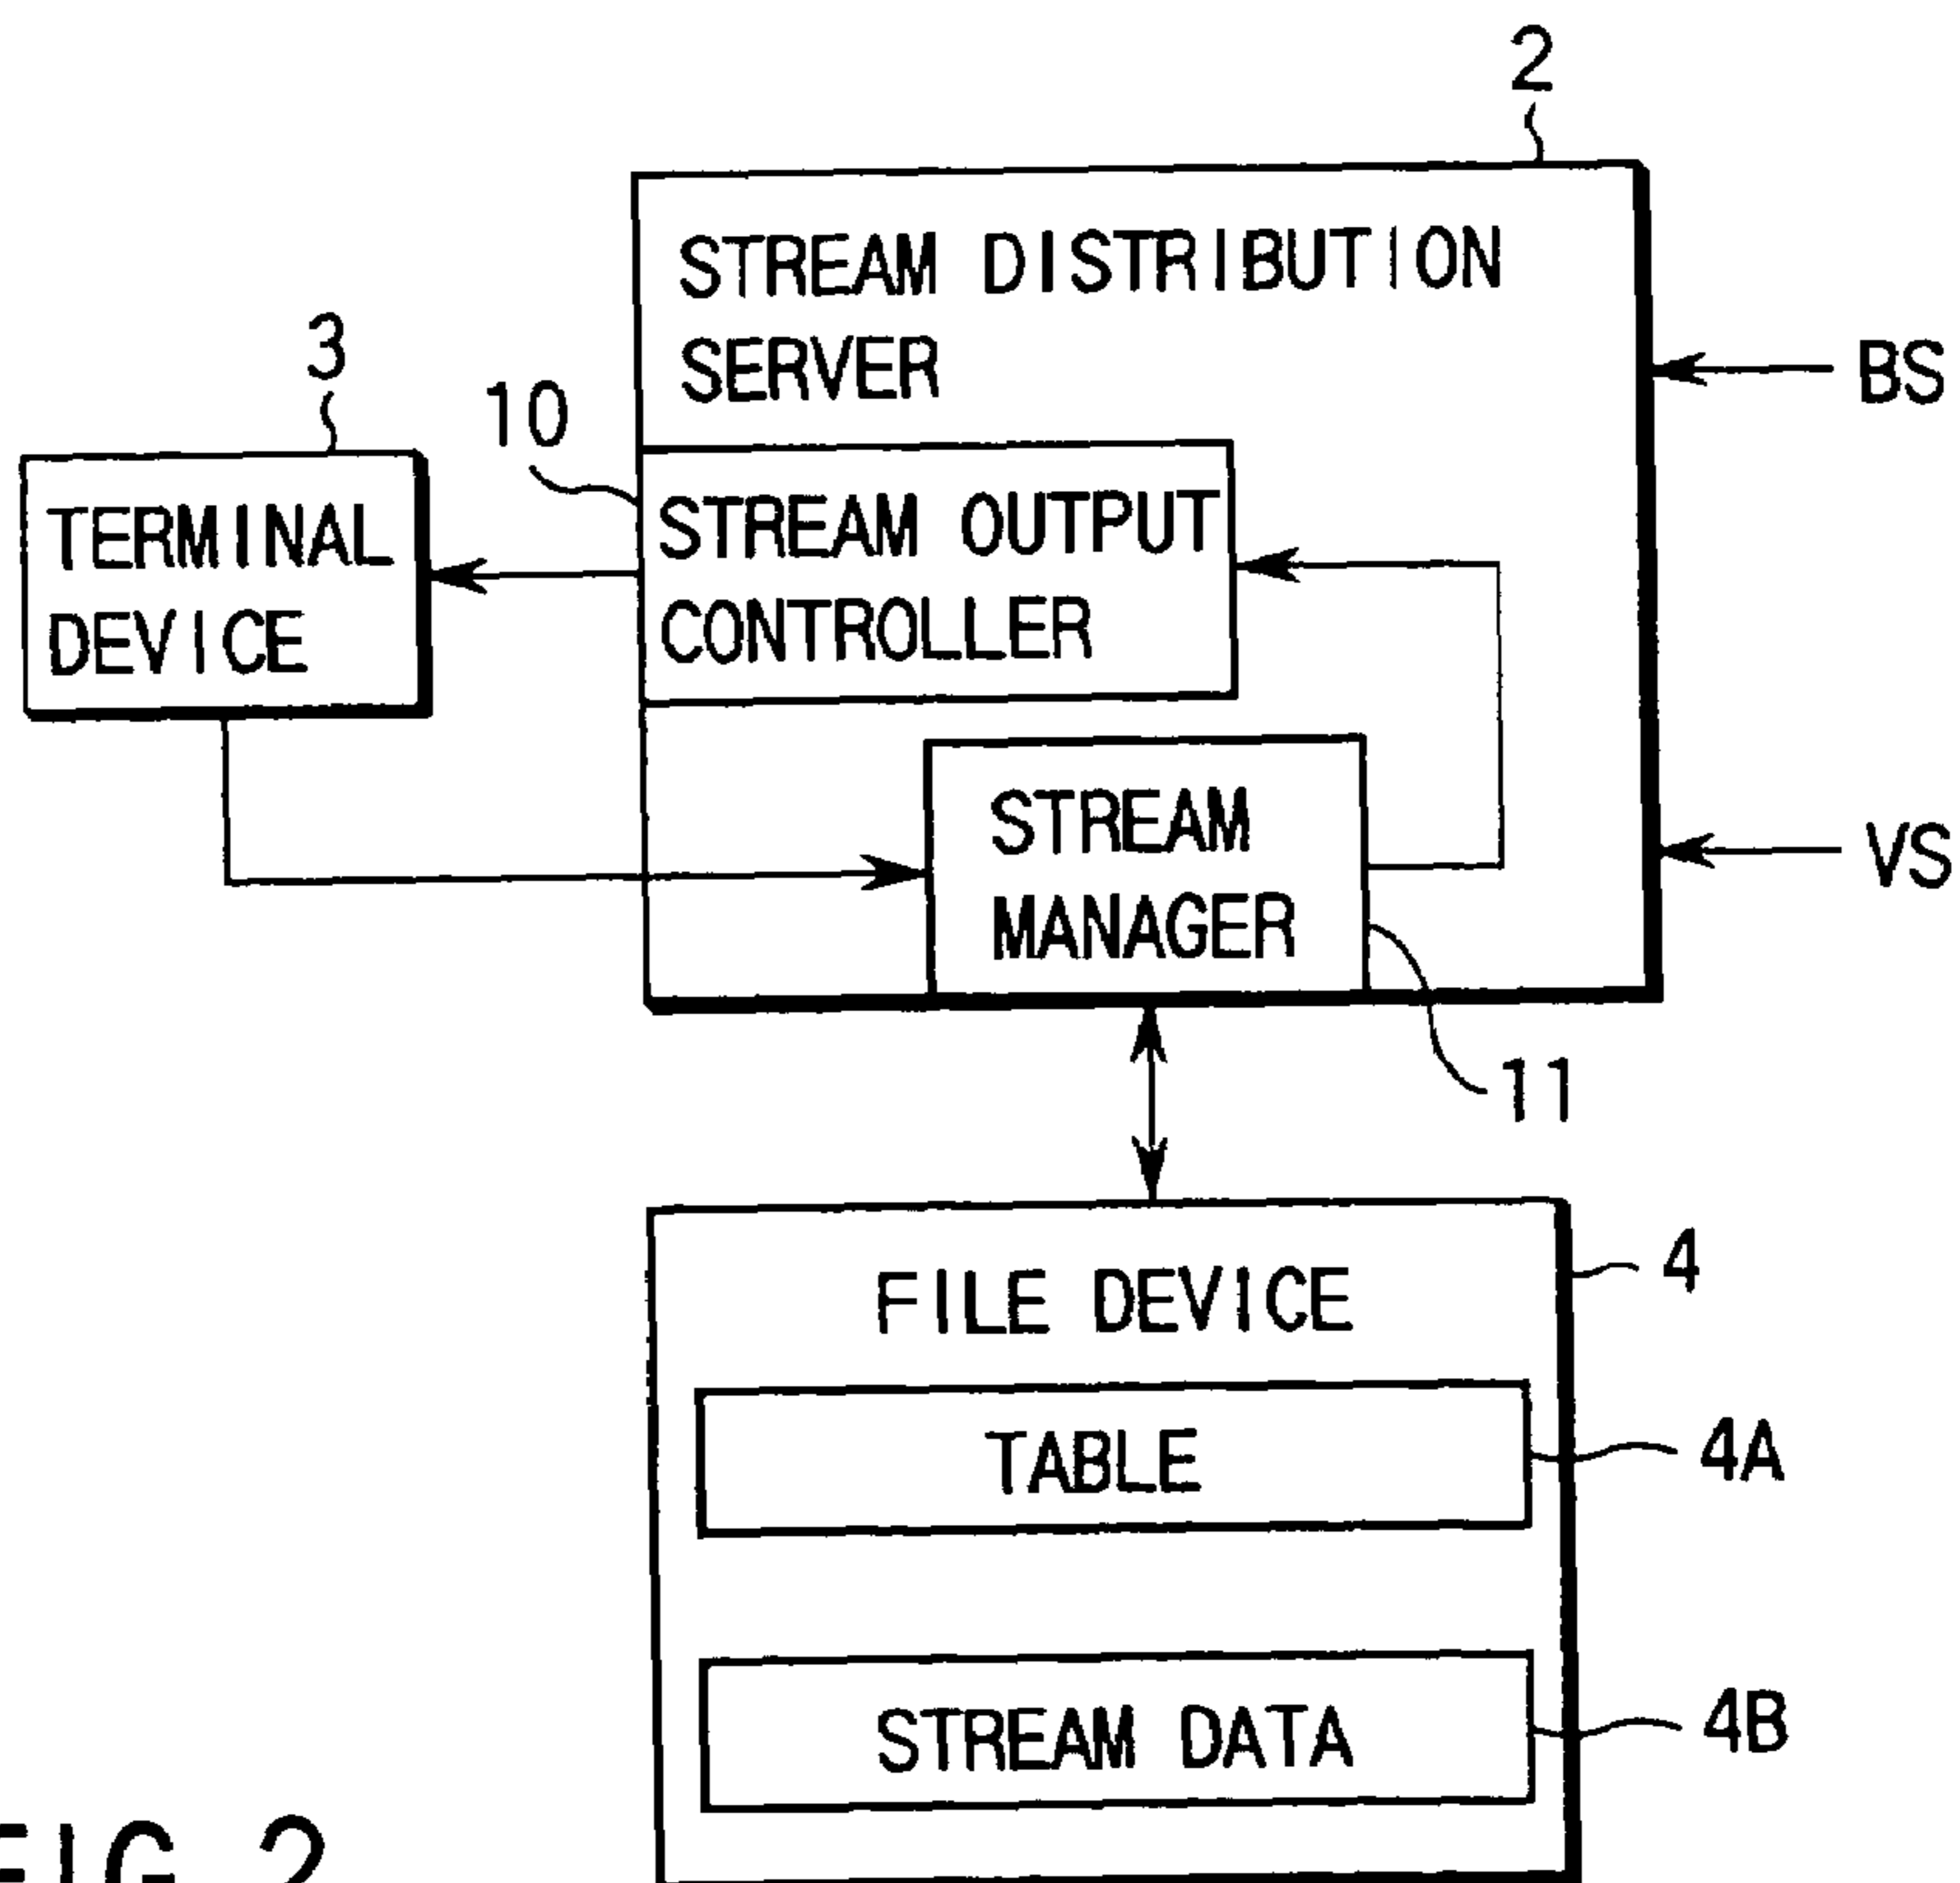 2
STREAM DISTRIBUTION
SERVER
BS
3
10
TERMINAL
DEVICE
STREAM OUTPUT
CONTROLLER
STREAM
MANAGER
VS
11
FILE DEVICE
4
TABLE
4A
STREAM DATA
4B
FIG. 2